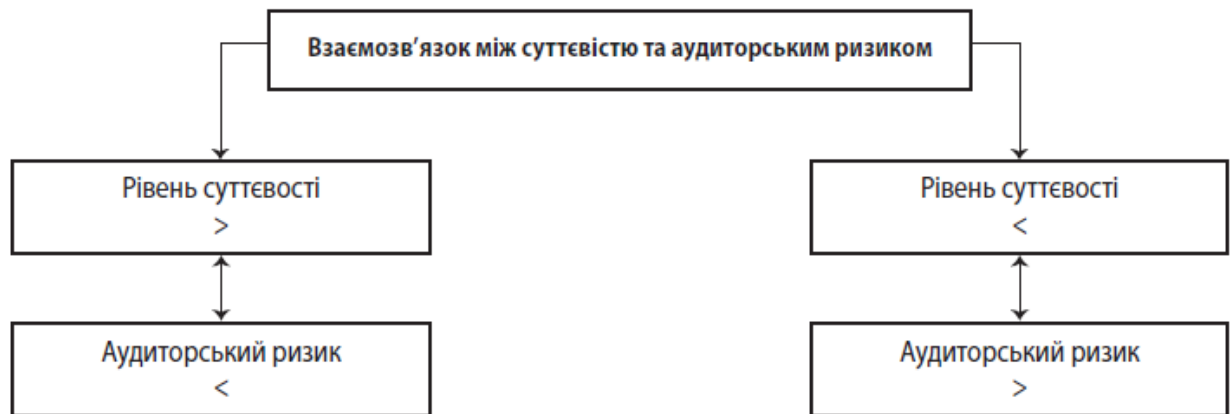 Взаємозв’язок між суттєвістю та аудиторським ризиком
Рівень суттєвості
>
Рівень суттєвості
<
Аудиторський ризик
<
Аудиторський ризик
>